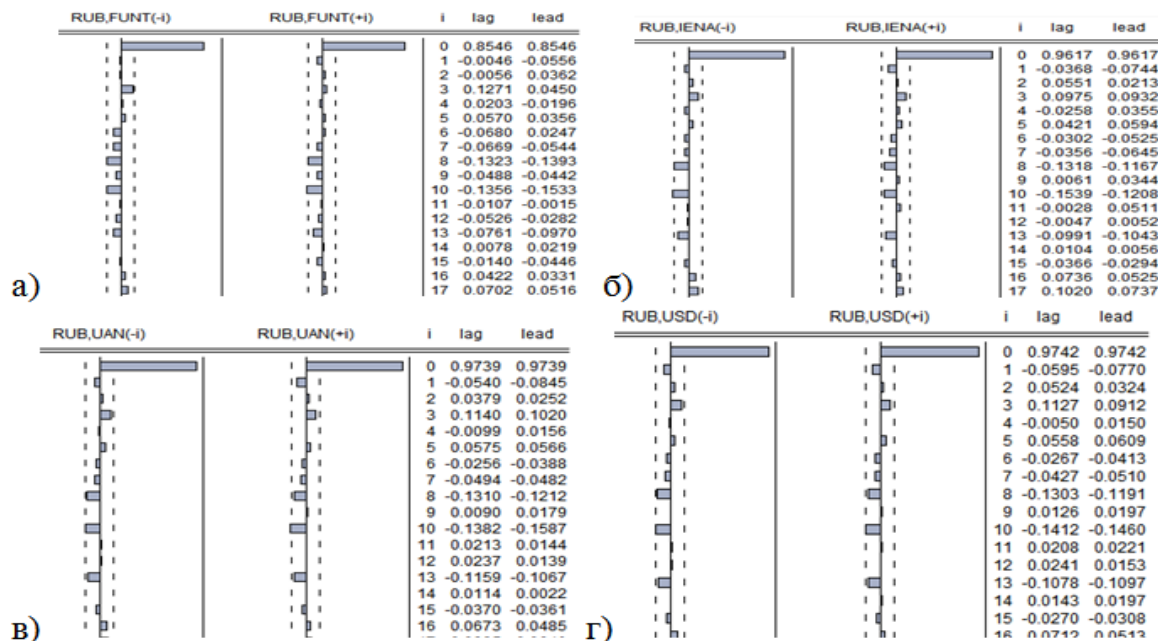 RUB,FUNT(-i) RUB,FUNT(+i) i lag lead
0 0.8546 0.8546
1 -0.0046 -0.0556
2 -0.0056 0.0362
3 0.1271 0.0450
4 0.0203 -0.0196
5 0.0570 0.0356
6 -0.0680 0.0247
7 -0.0669 -0.0544
8 -0.1323 -0.1393
9 -0.0488 -0.0442
10 -0.1356 -0.1533
11 -0.0107 -0.0015
12 -0.0526 -0.0282
13 -0.0761 -0.0970
14 0.0078 0.0219
15 -0.0140 -0.0446
16 0.0422 0.0331
17 0.0702 0.0516
а)
RUB,IENA(-i) RUB,IENA(+i) i lag lead
0 0.9617 0.9617
1 -0.0368 -0.0744
2 0.0551 0.0213
3 0.0975 0.0932
4 -0.0258 0.0355
5 0.0421 0.0594
6 -0.0302 -0.0525
7 -0.0356 -0.0645
8 -0.1318 -0.1167
9 0.0061 0.0344
10 -0.1539 -0.1208
11 -0.0028 0.0511
12 -0.0047 0.0052
13 -0.0991 -0.1043
14 0.0104 0.0056
15 -0.0366 -0.0294
16 0.0736 0.0525
17 0.1020 0.0737
б)
RUB,UAN(-i) RUB,UAN(+i) i lag lead
0 0.9739 0.9739
1 -0.0540 -0.0845
2 0.0379 0.0252
3 0.1140 0.1020
4 -0.0099 0.0156
5 0.0575 0.0566
6 -0.0256 -0.0388
7 -0.0494 -0.0482
8 -0.1310 -0.1212
9 0.0090 0.0179
10 -0.1382 -0.1587
11 0.0213 0.0144
12 0.0237 0.0139
13 -0.1159 -0.1067
14 0.0114 0.0022
15 -0.0370 -0.0361
16 0.0673 0.0485
в)
RUB,USD(-i) RUB,USD(+i) i lag lead
0 0.9742 0.9742
1 -0.0595 -0.0770
2 0.0524 0.0324
3 0.1127 0.0912
4 -0.0050 0.0150
5 0.0558 0.0609
6 -0.0267 -0.0413
7 -0.0427 -0.0510
8 -0.1303 -0.1191
9 0.0126 0.0197
10 -0.1412 -0.1460
11 0.0208 0.0221
12 0.0241 0.0153
13 -0.1078 -0.1097
14 0.0143 0.0197
15 -0.0270 -0.0308
16 0.0712 0.0513
г)